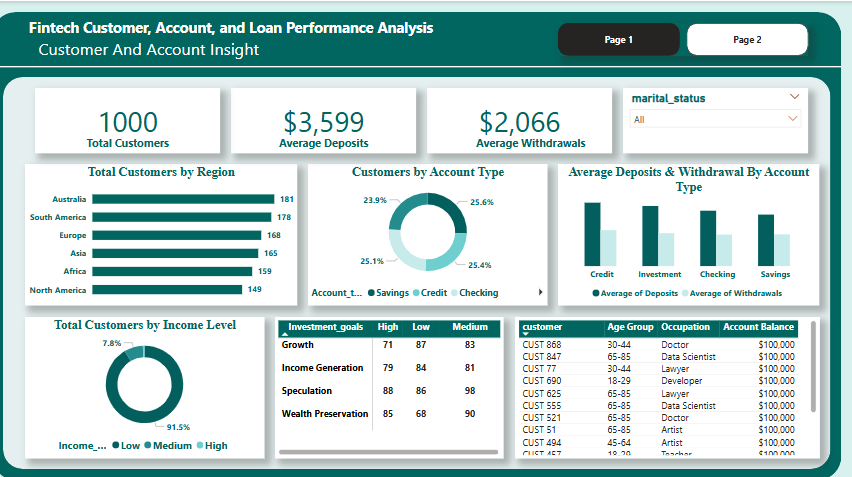 Fintech Customer, Account, and Loan Performance Analysis
Customer And Account Insight
Page 1
Page 2
1000
Total Customers
$3,599
Average Deposits
$2,066
Average Withdrawals
marital_status
All
Total Customers by Region
Australia 181
South America 178
Europe 168
Asia 165
Africa 159
North America 149
Customers by Account Type
23.9% 25.6%
25.1% 25.4%
Account_t... Savings Credit Checking
Average Deposits & Withdrawal By Account
Type
Credit Investment Checking Savings
Average of Deposits Average of Withdrawals
Total Customers by Income Level
7.8%
91.5%
Income_... Low Medium High
Investment_goals High Low Medium
Growth 71 87 83
Income Generation 79 84 81
Speculation 88 86 98
Wealth Preservation 85 68 90
customer Age Group Occupation Account Balance
CUST 868 30-44 Doctor $100,000
CUST 847 65-85 Data Scientist $100,000
CUST 77 30-44 Lawyer $100,000
CUST 690 18-29 Developer $100,000
CUST 625 65-85 Lawyer $100,000
CUST 555 65-85 Data Scientist $100,000
CUST 521 65-85 Doctor $100,000
CUST 51 65-85 Artist $100,000
CUST 494 45-64 Artist $100,000
CUST 457 18-29 Teacher $100,000